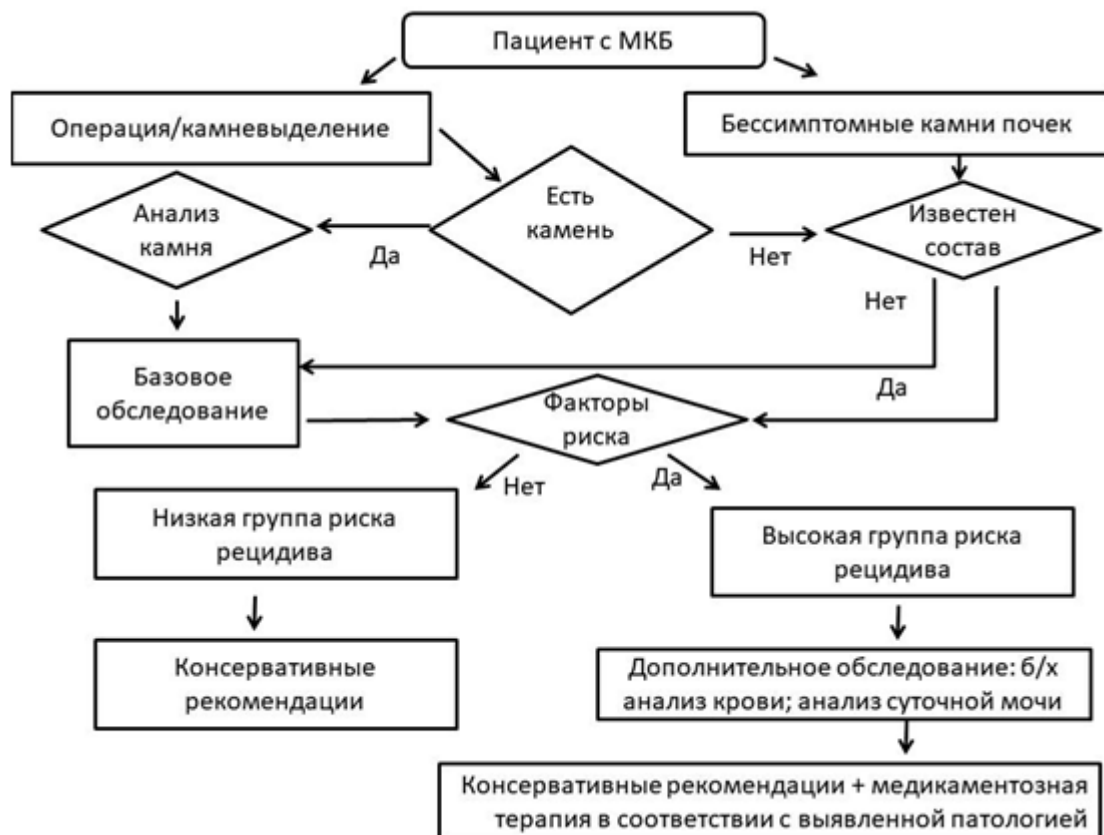 Пациент с МКБ
Операция/камневыделение
Бессимптомные камни почек
Есть
камень
Анализ
камня
Известен
состав
Да
Нет
Нет
Базовое
обследование
Да
Факторы
риска
Нет
Да
Низкая группа риска
рецидива
Высокая группа риска
рецидива
Консервативные
рекомендации
Дополнительное обследование: б/х
анализ крови; анализ суточной мочи
Консервативные рекомендации + медикаментозная
терапия в соответствии с выявленной патологией